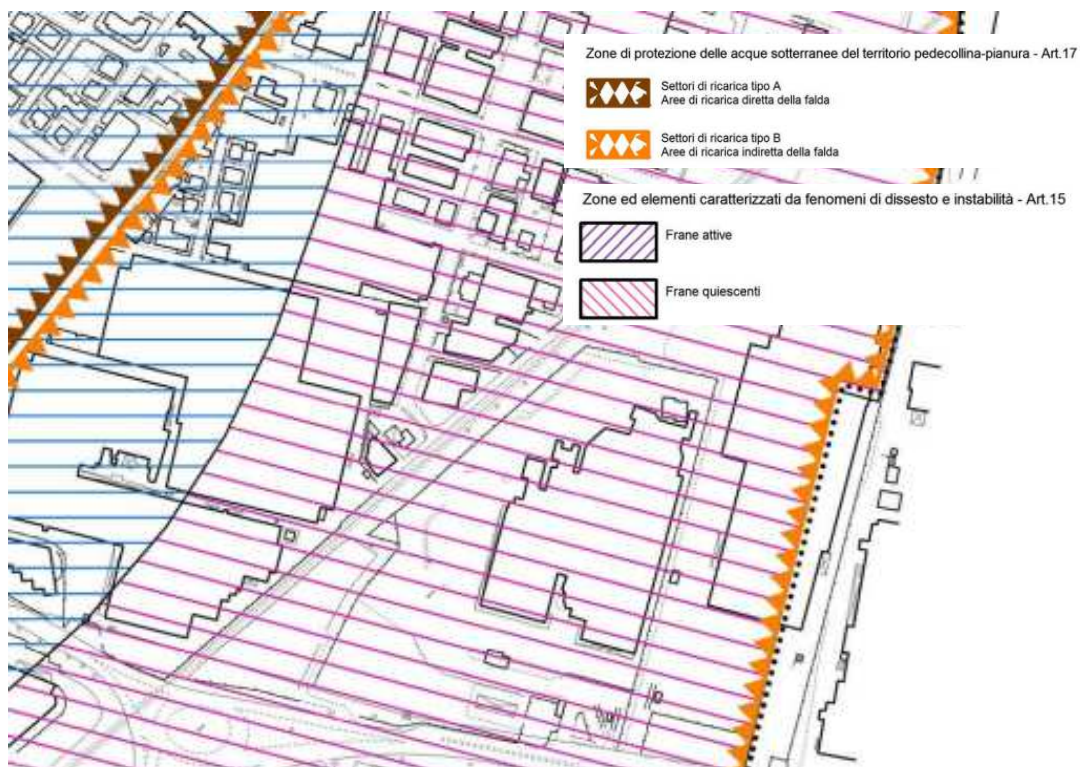 Zone di protezione delle acque sotterranee del territorio pedecollina-pianura - Art.17
Settori di ricarica tipo A
Aree di ricarica diretta della falda
Settori di ricarica tipo B
Aree di ricarica indiretta della falda
Zone ed elementi caratterizzati da fenomeni di dissesto e instabilità - Art.15
Frane attive
Frane quiescenti